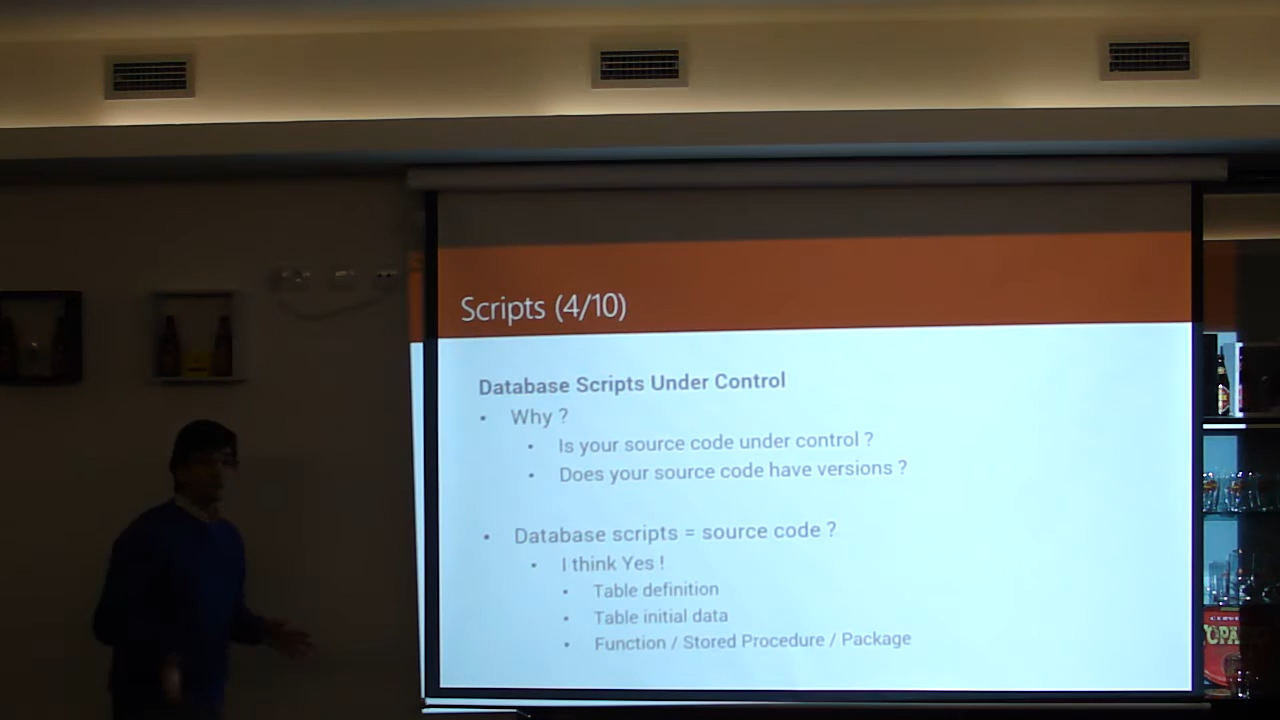 Scripts (4/10)
Database Scripts Under Control
• Why ?
• Is your source code under control ?
• Does your source code have versions ?
• Database scripts = source code ?
• I think Yes !
• Table definition
• Table initial data
• Function / Stored Procedure / Package